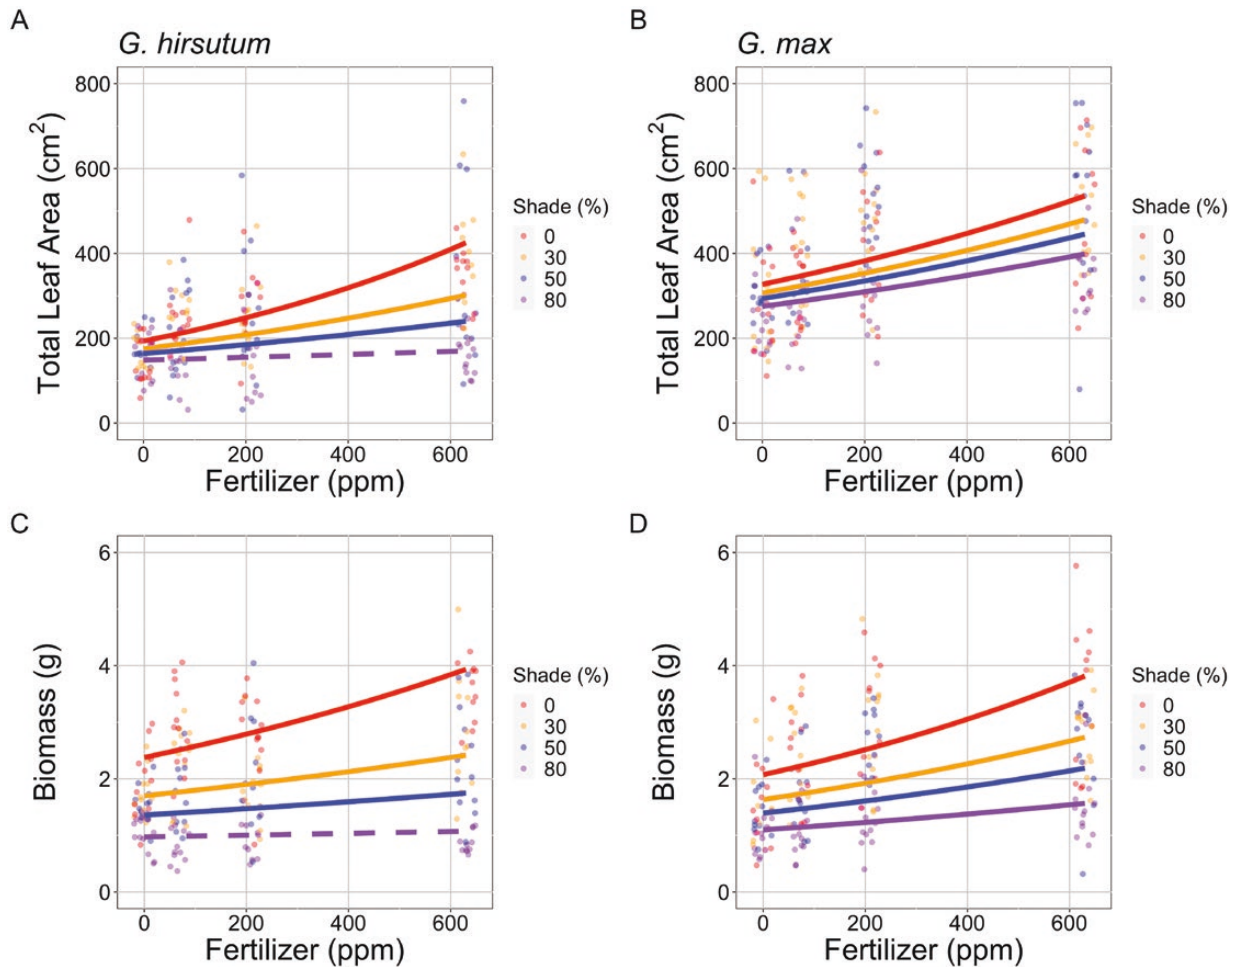 A
G. hirsutum
800
600
400
200
0
Total Leaf Area (cm²)
0 200 400 600
Fertilizer (ppm)
Shade (%)
0
30
50
80
B
G. max
800
600
400
200
0
Total Leaf Area (cm²)
0 200 400 600
Fertilizer (ppm)
Shade (%)
0
30
50
80
C
6
4
2
0
Biomass (g)
0 200 400 600
Fertilizer (ppm)
Shade (%)
0
30
50
80
D
6
4
2
0
Biomass (g)
0 200 400 600
Fertilizer (ppm)
Shade (%)
0
30
50
80